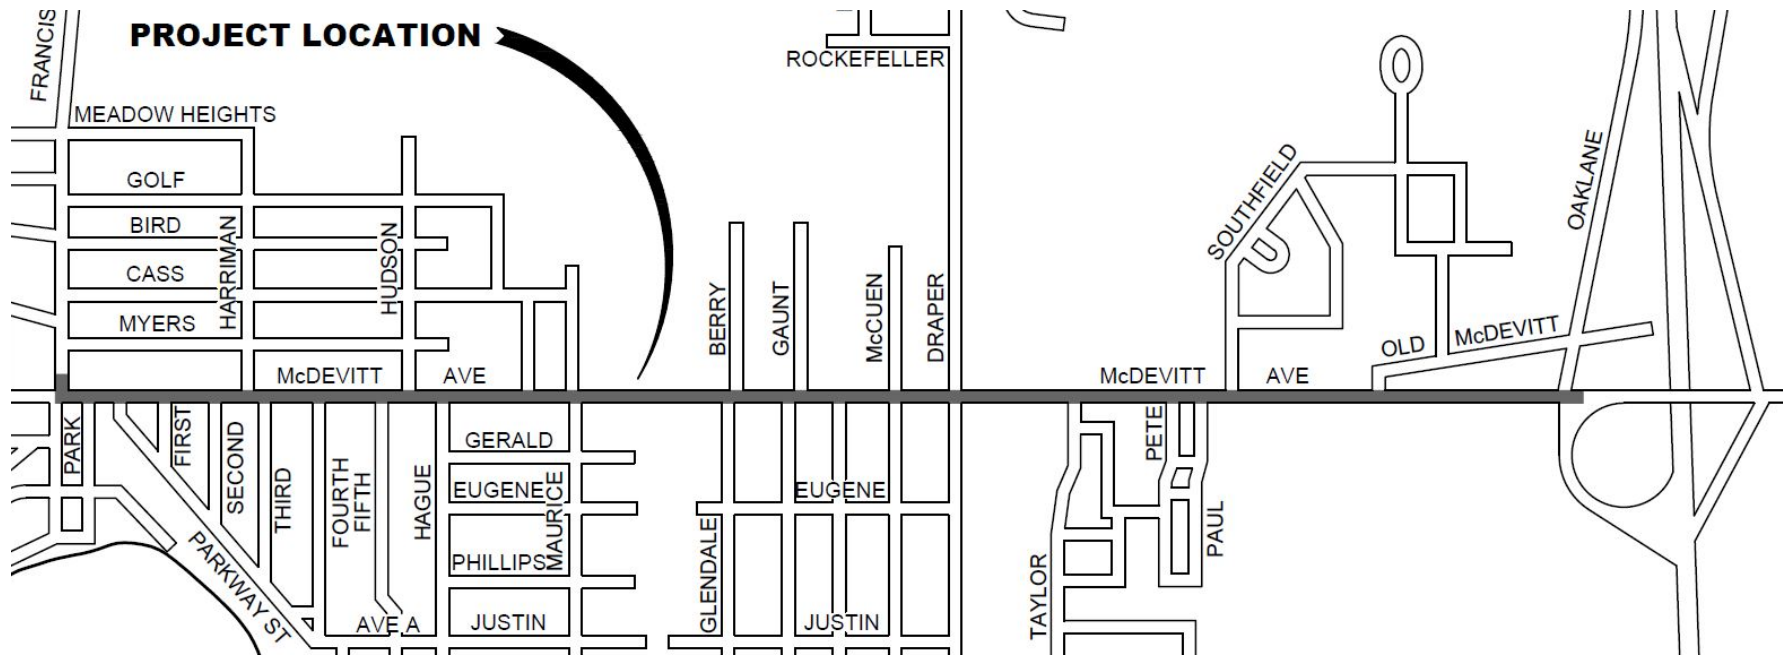 PROJECT LOCATION
FRANCIS
ROCKEFELLER
MEADOW HEIGHTS
GOLF
BIRD
CASS
MYERS
HARRIMAN
HUDSON
BERRY
GAUNT
McCUEN
DRAPER
SOUTHFIELD
OAKLANE
OLD McDEVITT
McDEVITT AVE
McDEVITT AVE
PARK
FIRST
SECOND
THIRD
FOURTH
FIFTH
HAGUE
GERALD
EUGENE
MAURICE
PHILLIPS
JUSTIN
AVE A
PARKWAY ST
GLENDALE
EUGENE
JUSTIN
TAYLOR
PETE
PAUL